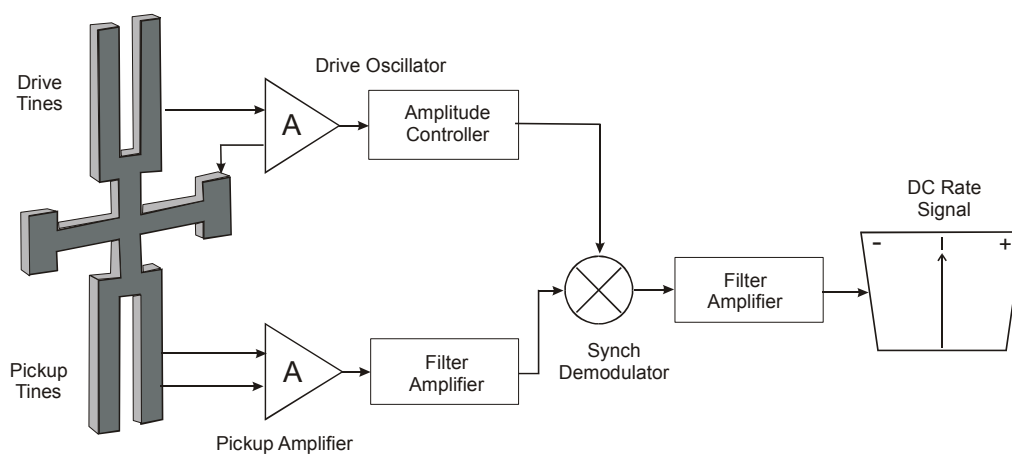 Drive
Tines
Drive Oscillator
A
Amplitude
Controller
DC Rate
Signal
- +
Filter
Amplifier
Synch
Demodulator
Pickup
Tines
A
Filter
Amplifier
Pickup Amplifier